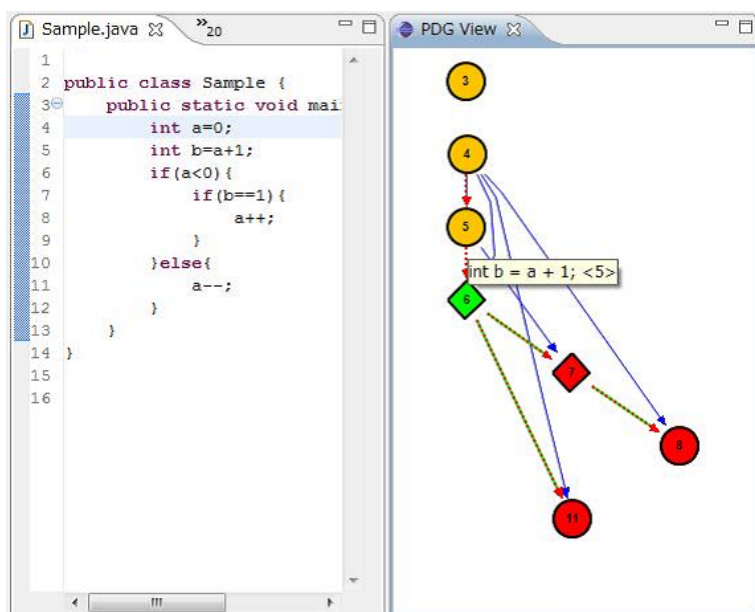 Sample.java
»20
1
2 public class Sample {
3 public static void mai
4 int a=0;
5 int b=a+1;
6 if(a<0){
7 if(b==1){
8 a++;
9 }
10 }else{
11 a--;
12 }
13 }
14 }
15
16
PDG View
3
4
5
int b = a + 1; <5>
6
7
8
11